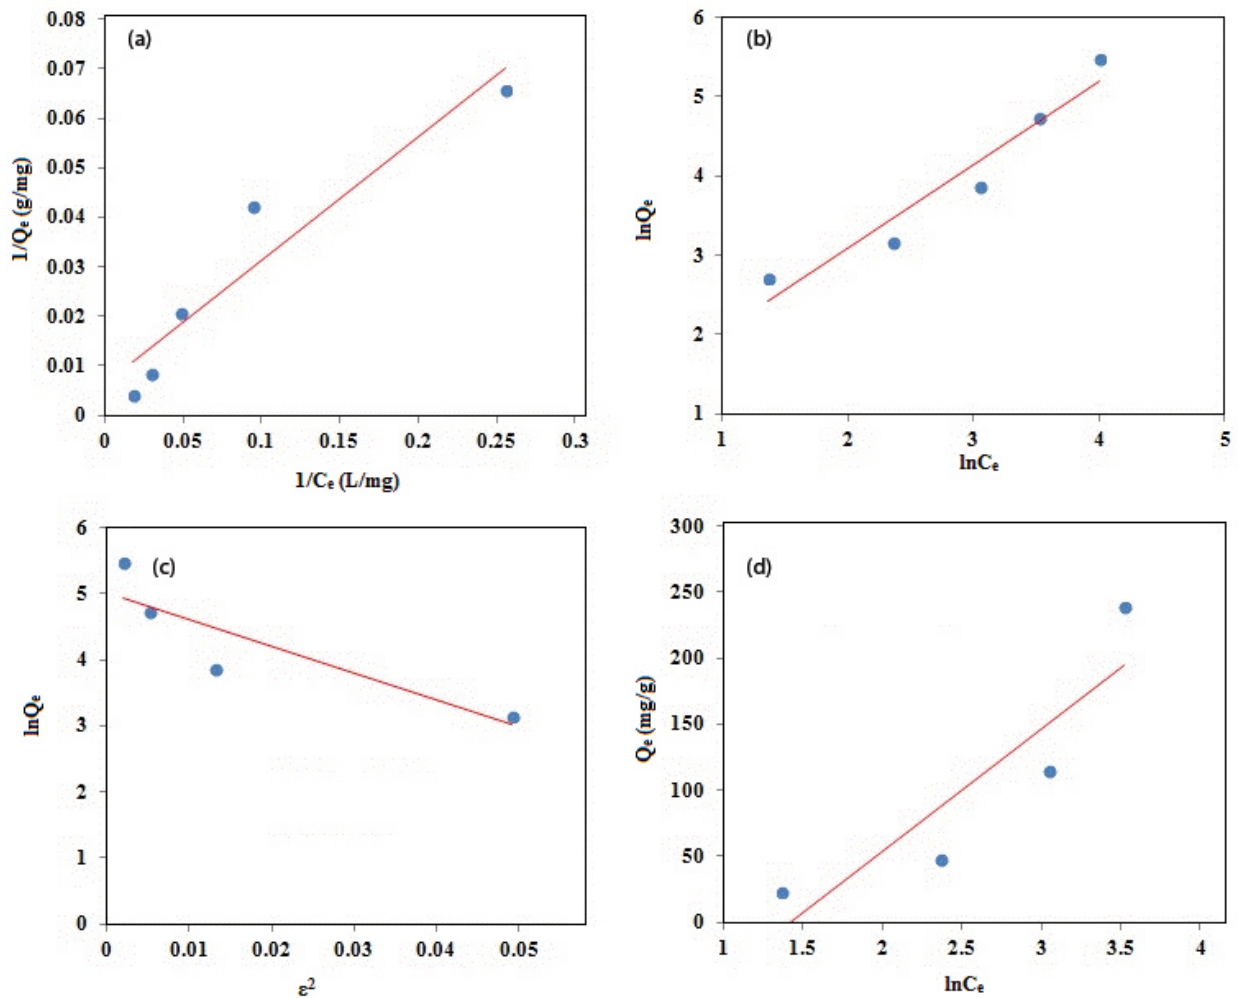 (a)
0.08
0.07
0.06
0.05
0.04
0.03
0.02
0.01
0
1/Qe (g/mg)
0 0.05 0.1 0.15 0.2 0.25 0.3
1/Ce (L/mg)
(b)
6
5
4
3
2
1
lnQe
1 2 3 4 5
lnCe
(c)
6
5
4
3
2
1
0
lnQe
0 0.01 0.02 0.03 0.04 0.05
ε²
(d)
300
250
200
150
100
50
0
Qe (mg/g)
1 1.5 2 2.5 3 3.5 4
lnCe